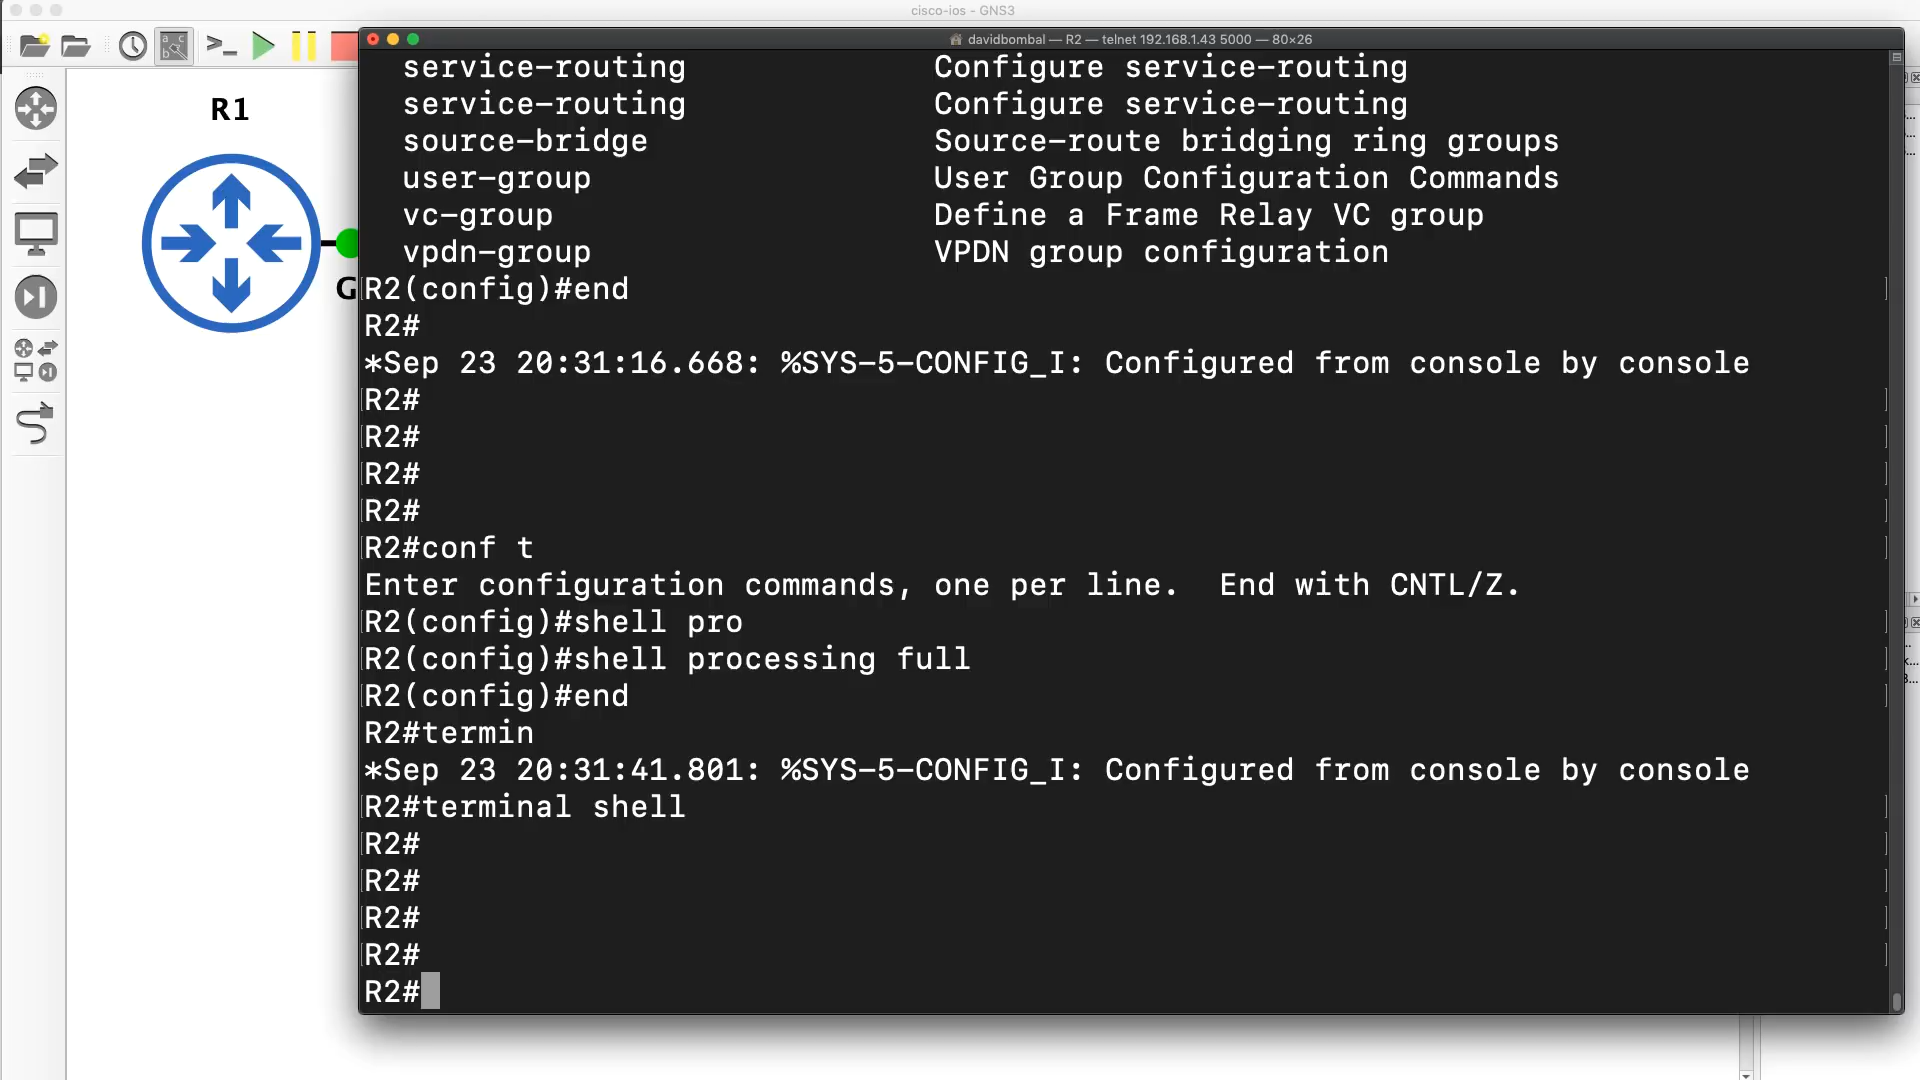 cisco-ios - GNS3
davidbombal — R2 — telnet 192.168.1.43 5000 — 80×26
R1
G
service-routing Configure service-routing
service-routing Configure service-routing
source-bridge Source-route bridging ring groups
user-group User Group Configuration Commands
vc-group Define a Frame Relay VC group
vpdn-group VPDN group configuration
R2(config)#end
R2#
*Sep 23 20:31:16.668: %SYS-5-CONFIG_I: Configured from console by console
R2#
R2#
R2#
R2#
R2#conf t
Enter configuration commands, one per line.  End with CNTL/Z.
R2(config)#shell pro
R2(config)#shell processing full
R2(config)#end
R2#termin
*Sep 23 20:31:41.801: %SYS-5-CONFIG_I: Configured from console by console
R2#terminal shell
R2#
R2#
R2#
R2#
R2#